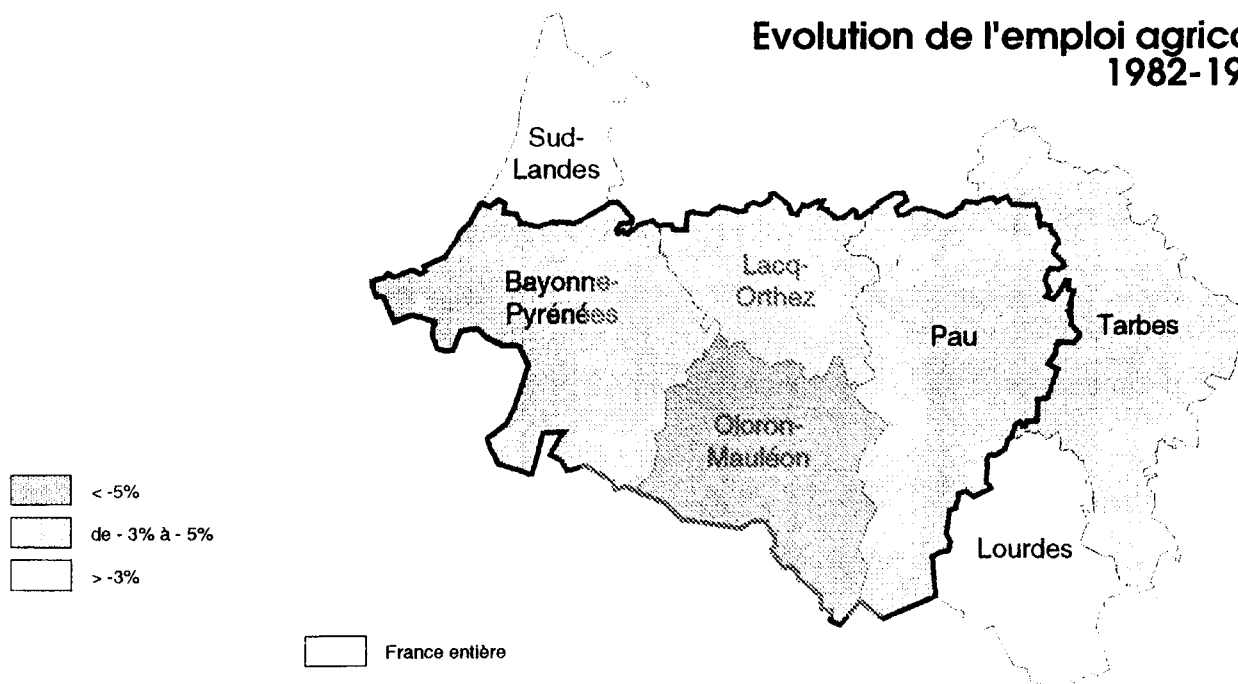 Evolution de l'emploi agrico
1982-19
Sud-
Landes
Bayonne-
Pyrénées
Lacq-
Orthez
Pau
Tarbes
Oloron-
Mauléon
Lourdes
< -5%
de - 3% à - 5%
> -3%
France entière